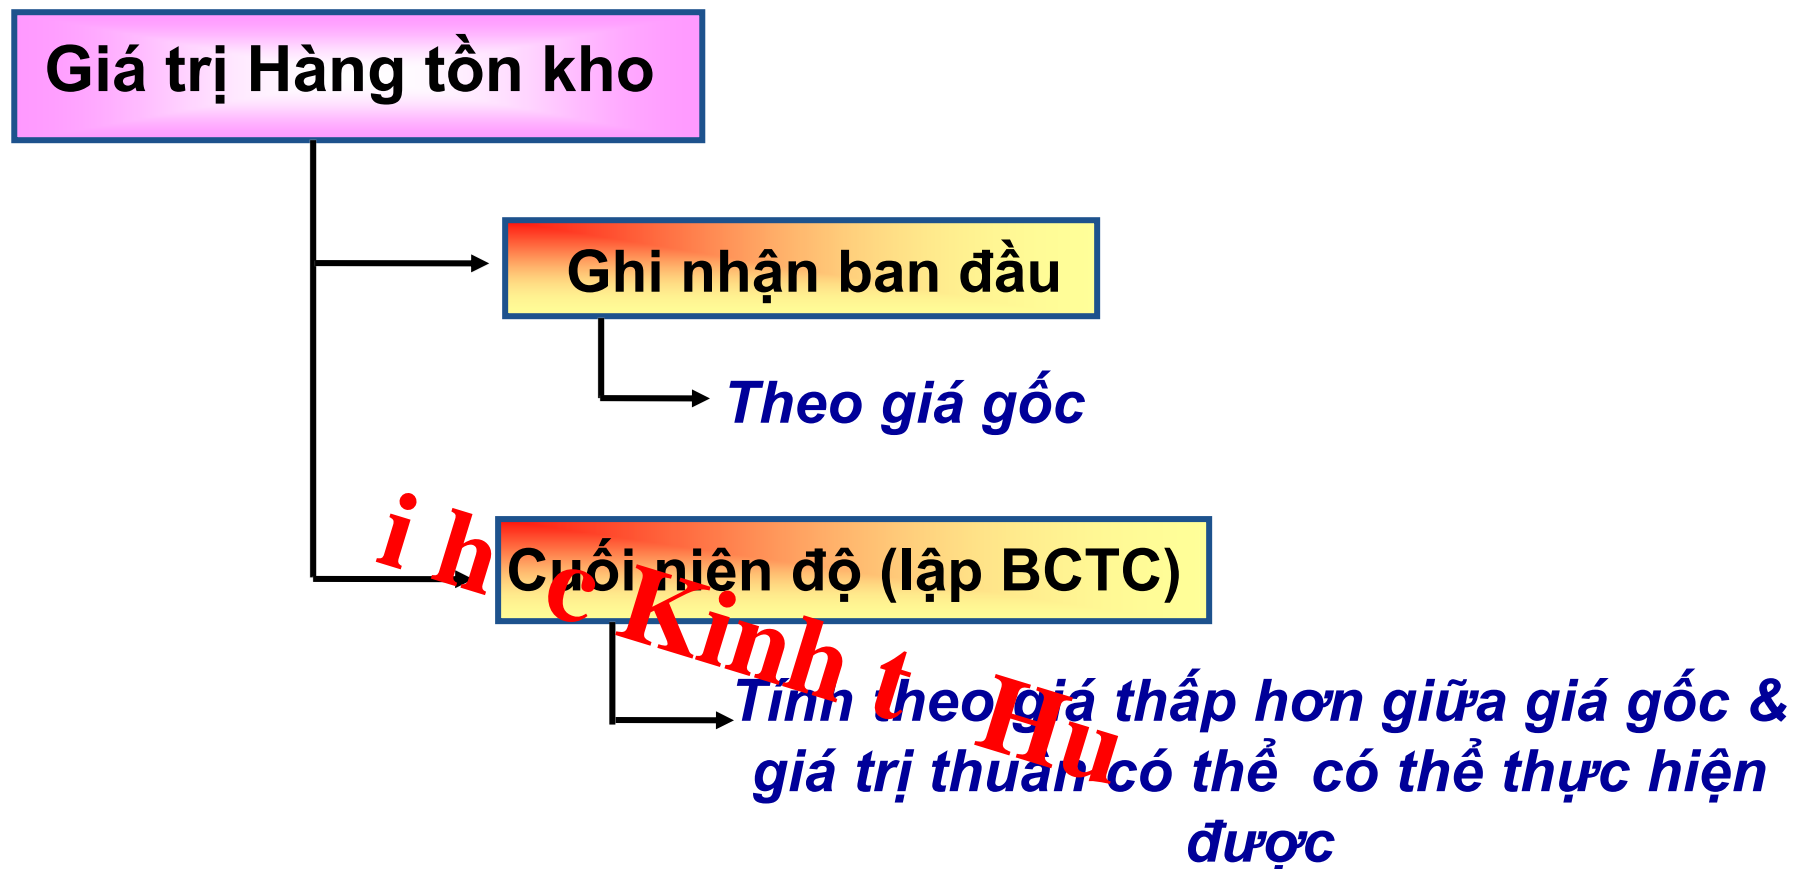 Giá trị Hàng tồn kho
Ghi nhận ban đầu
Theo giá gốc
Cuối niên độ (lập BCTC)
Tính theo giá thấp hơn giữa giá gốc &
giá trị thuần có thể có thể thực hiện
được
i h c Kinh t Hu